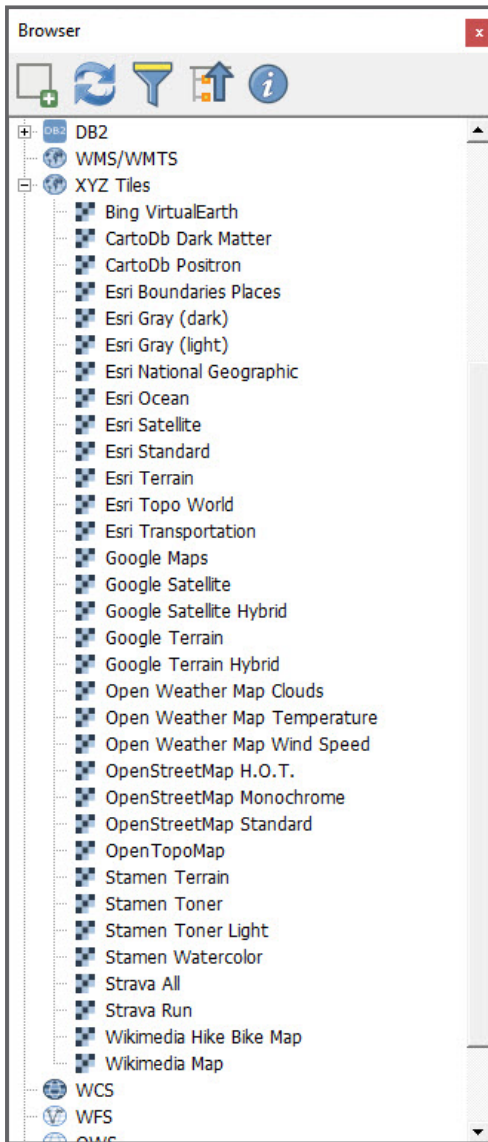 Browser
x
DB2 DB2
WMS/WMTS
XYZ Tiles
Bing VirtualEarth
CartoDb Dark Matter
CartoDb Positron
Esri Boundaries Places
Esri Gray (dark)
Esri Gray (light)
Esri National Geographic
Esri Ocean
Esri Satellite
Esri Standard
Esri Terrain
Esri Topo World
Esri Transportation
Google Maps
Google Satellite
Google Satellite Hybrid
Google Terrain
Google Terrain Hybrid
Open Weather Map Clouds
Open Weather Map Temperature
Open Weather Map Wind Speed
OpenStreetMap H.O.T.
OpenStreetMap Monochrome
OpenStreetMap Standard
OpenTopoMap
Stamen Terrain
Stamen Toner
Stamen Toner Light
Stamen Watercolor
Strava All
Strava Run
Wikimedia Hike Bike Map
Wikimedia Map
WCS
WFS